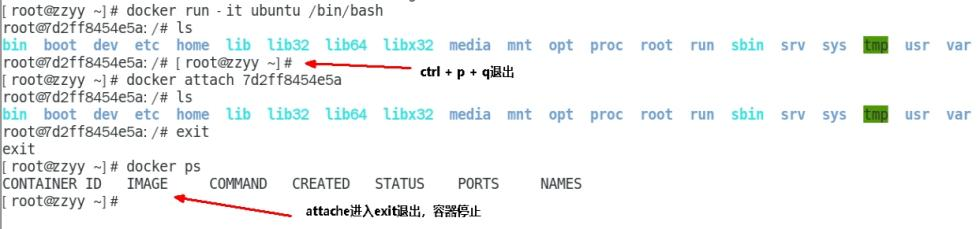 [root@zzyy ~]# docker run -it ubuntu /bin/bash
root@7d2ff8454e5a:/# ls
bin boot dev etc home lib lib32 lib64 libx32 media mnt opt proc root run sbin srv sys tmp usr var
root@7d2ff8454e5a:/# [root@zzyy ~]#
ctrl + p + q退出
[root@zzyy ~]# docker attach 7d2ff8454e5a
root@7d2ff8454e5a:/# ls
bin boot dev etc home lib lib32 lib64 libx32 media mnt opt proc root run sbin srv sys tmp usr var
root@7d2ff8454e5a:/# exit
exit
[root@zzyy ~]# docker ps
CONTAINER ID IMAGE COMMAND CREATED STATUS PORTS NAMES
[root@zzyy ~]#
attache进入exit退出，容器停止